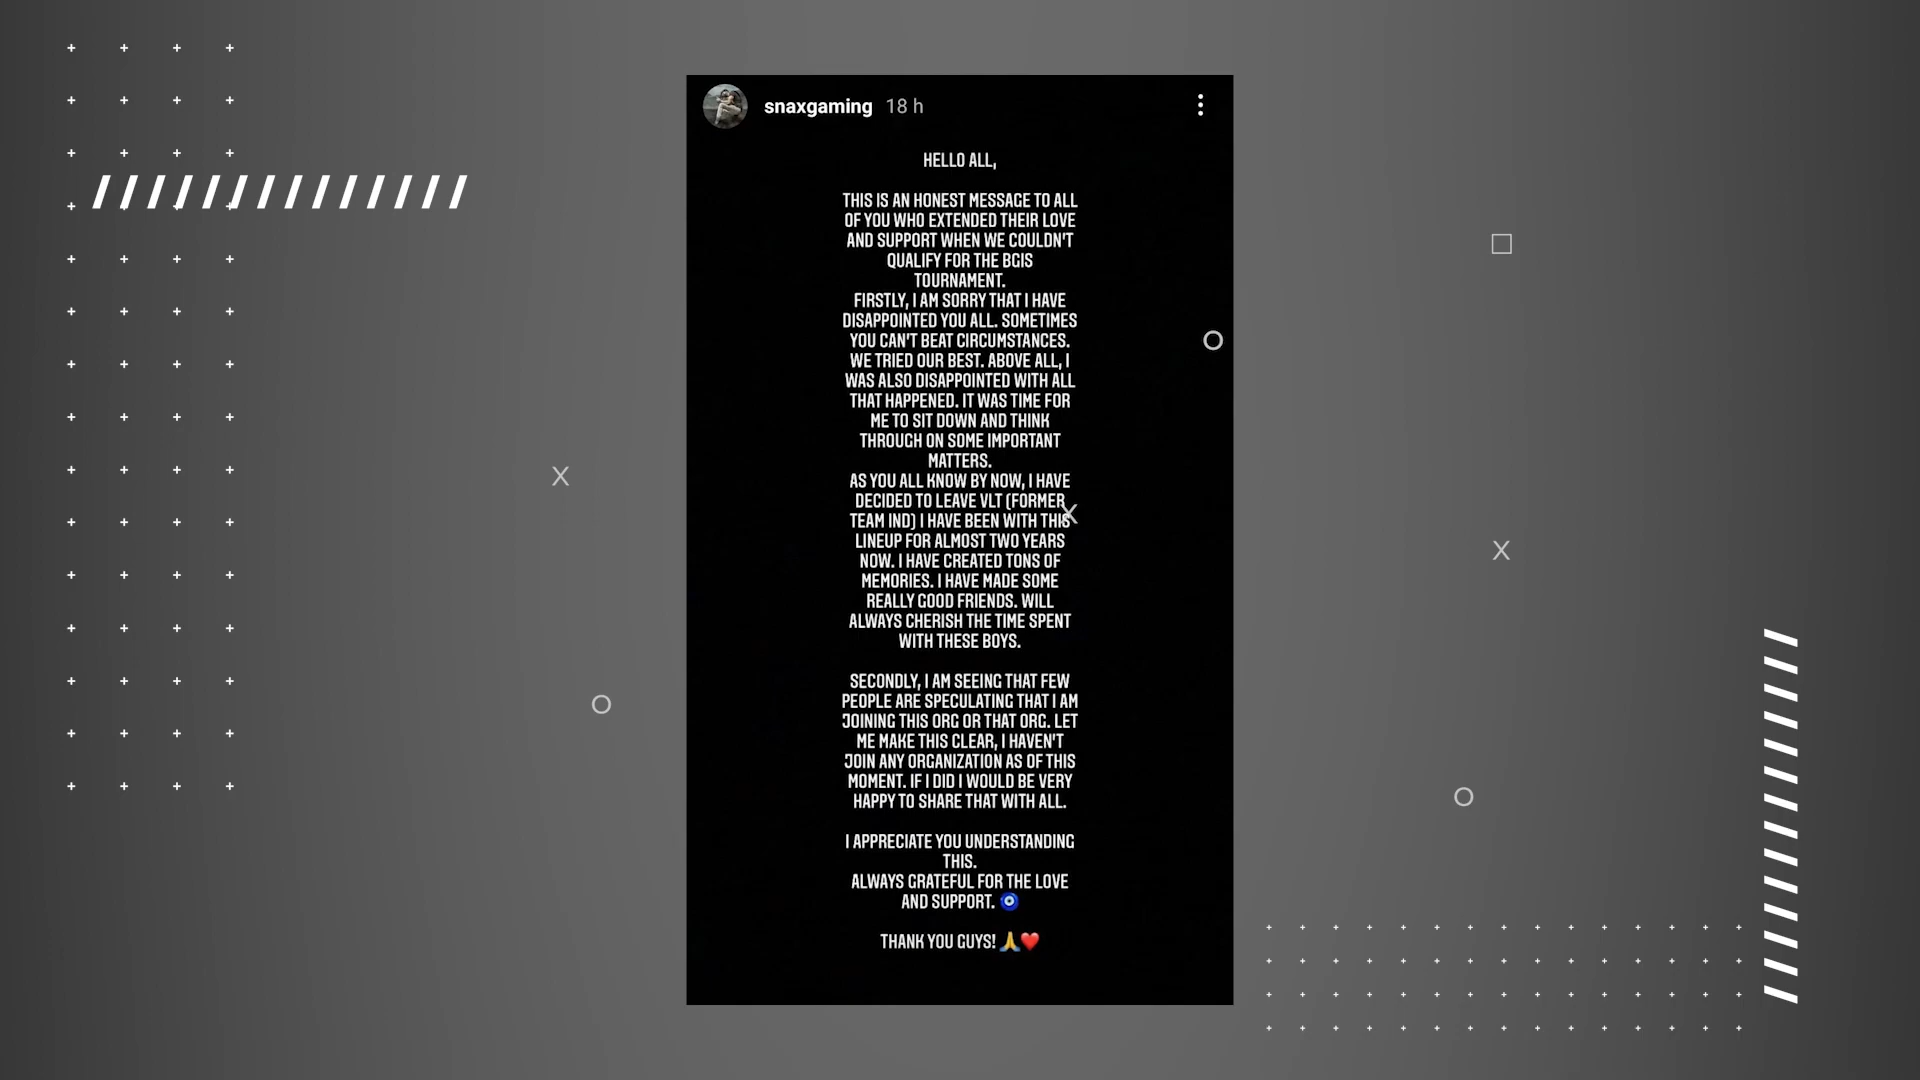 snaxgaming 18 h
HELLO ALL,
THIS IS AN HONEST MESSAGE TO ALL
OF YOU WHO EXTENDED THEIR LOVE
AND SUPPORT WHEN WE COULDN'T
QUALIFY FOR THE BGIS
TOURNAMENT.
FIRSTLY, I AM SORRY THAT I HAVE
DISAPPOINTED YOU ALL. SOMETIMES
YOU CAN'T BEAT CIRCUMSTANCES.
WE TRIED OUR BEST. ABOVE ALL, I
WAS ALSO DISAPPOINTED WITH ALL
THAT HAPPENED. IT WAS TIME FOR
ME TO SIT DOWN AND THINK
THROUGH ON SOME IMPORTANT
MATTERS.
AS YOU ALL KNOW BY NOW, I HAVE
DECIDED TO LEAVE VLT (FORMER
TEAM IND) I HAVE BEEN WITH THIS
LINEUP FOR ALMOST TWO YEARS
NOW. I HAVE CREATED TONS OF
MEMORIES. I HAVE MADE SOME
REALLY GOOD FRIENDS. WILL
ALWAYS CHERISH THE TIME SPENT
WITH THESE BOYS.
SECONDLY, I AM SEEING THAT FEW
PEOPLE ARE SPECULATING THAT I AM
JOINING THIS ORG OR THAT ORG. LET
ME MAKE THIS CLEAR, I HAVEN'T
JOIN ANY ORGANIZATION AS OF THIS
MOMENT. IF I DID I WOULD BE VERY
HAPPY TO SHARE THAT WITH ALL.
I APPRECIATE YOU UNDERSTANDING
THIS.
ALWAYS GRATEFUL FOR THE LOVE
AND SUPPORT. 🧿
THANK YOU GUYS! 🙏❤️